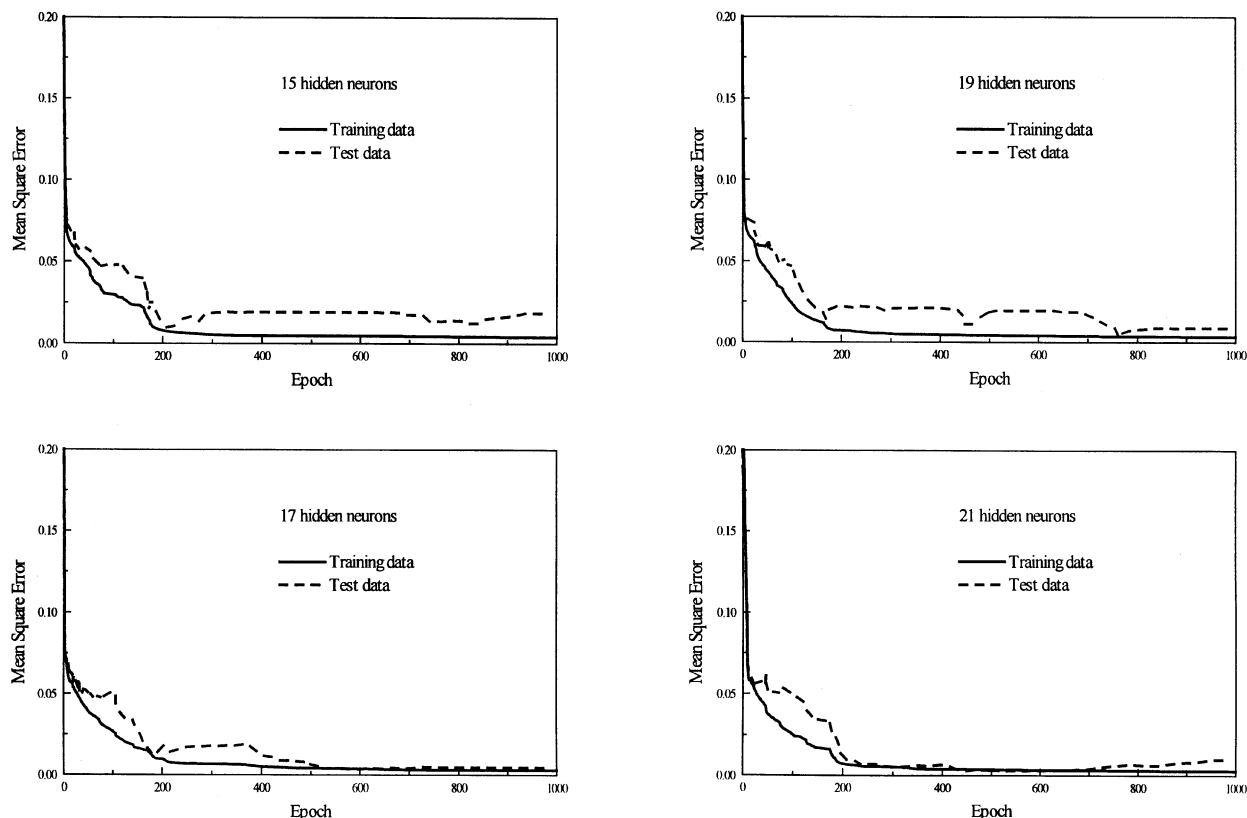 0.20
0.15
0.10
0.05
0.00
Mean Square Error
15 hidden neurons
Training data
Test data
0
200
400
600
800
1000
Epoch
0.20
0.15
0.10
0.05
0.00
Mean Square Error
19 hidden neurons
Training data
Test data
0
200
400
600
800
1000
Epoch
0.20
0.15
0.10
0.05
0.00
Mean Square Error
17 hidden neurons
Training data
Test data
0
200
400
600
800
1000
Epoch
0.20
0.15
0.10
0.05
0.00
Mean Square Error
21 hidden neurons
Training data
Test data
0
200
400
600
800
1000
Epoch